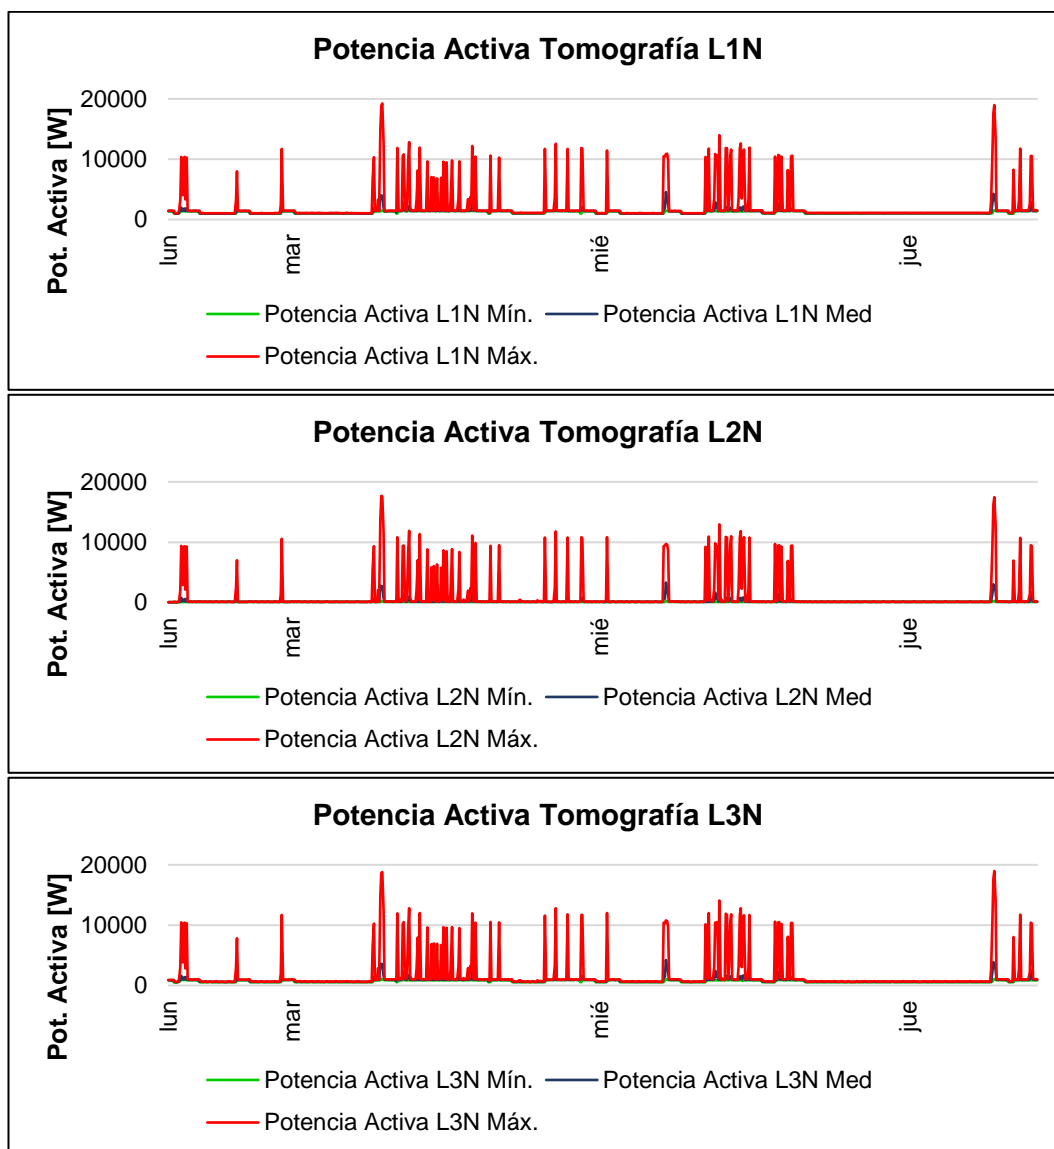 Potencia Activa Tomografía L1N
Pot. Activa [W]
20000
10000
0
lun
mar
mié
jue
Potencia Activa L1N Mín.
Potencia Activa L1N Med
Potencia Activa L1N Máx.
Potencia Activa Tomografía L2N
Pot. Activa [W]
20000
10000
0
lun
mar
mié
jue
Potencia Activa L2N Mín.
Potencia Activa L2N Med
Potencia Activa L2N Máx.
Potencia Activa Tomografía L3N
Pot. Activa [W]
20000
10000
0
lun
mar
mié
jue
Potencia Activa L3N Mín.
Potencia Activa L3N Med
Potencia Activa L3N Máx.